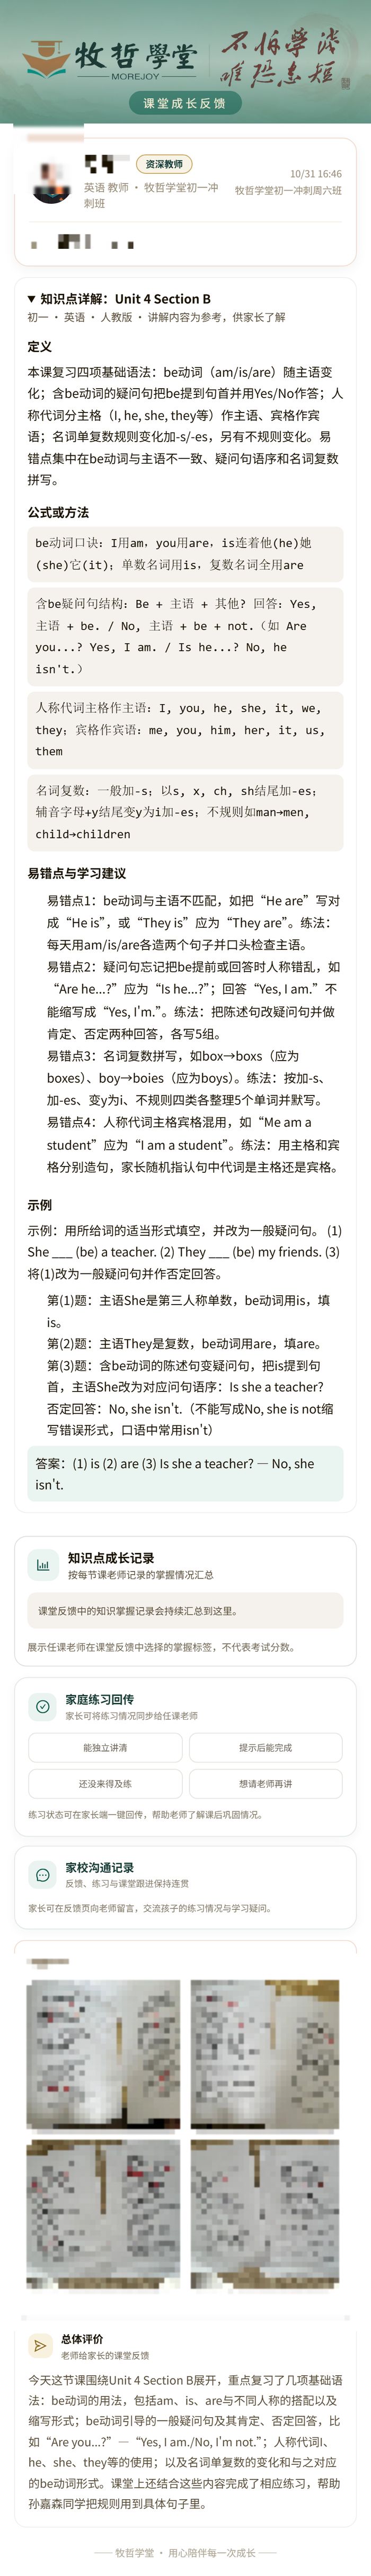 牧哲學堂
MOREJOY
不怕學淺
唯恐志短
课堂成长反馈
资深教师
英语 教师 · 牧哲学堂初一冲
刺班
10/31 16:46
牧哲学堂初一冲刺周六班
▼ 知识点详解：Unit 4 Section B
初一 · 英语 · 人教版 · 讲解内容为参考，供家长了解
定义
本课复习四项基础语法：be动词（am/is/are）随主语变
化；含be动词的疑问句把be提到句首并用Yes/No作答；人
称代词分主格（I, he, she, they等）作主语、宾格作宾
语；名词单复数规则变化加-s/-es，另有不规则变化。易
错点集中在be动词与主语不一致、疑问句语序和名词复数
拼写。
公式或方法
be动词口诀：I用am，you用are，is连着他(he)她
(she)它(it)；单数名词用is，复数名词全用are
含be疑问句结构：Be + 主语 + 其他? 回答：Yes,
主语 + be. / No, 主语 + be + not.（如 Are
you...? Yes, I am. / Is he...? No, he
isn't.）
人称代词主格作主语：I, you, he, she, it, we,
they；宾格作宾语：me, you, him, her, it, us,
them
名词复数：一般加-s；以s, x, ch, sh结尾加-es；
辅音字母+y结尾变y为i加-es；不规则如man→men,
child→children
易错点与学习建议
易错点1：be动词与主语不匹配，如把“He are”写对
成“He is”，或“They is”应为“They are”。练法：
每天用am/is/are各造两个句子并口头检查主语。
易错点2：疑问句忘记把be提前或回答时人称错乱，如
“Are he...?”应为“Is he...?”；回答“Yes, I am.”不
能缩写成“Yes, I'm.”。练法：把陈述句改疑问句并做
肯定、否定两种回答，各写5组。
易错点3：名词复数拼写，如box→boxs（应为
boxes）、boy→boies（应为boys）。练法：按加-s、
加-es、变y为i、不规则四类各整理5个单词并默写。
易错点4：人称代词主格宾格混用，如“Me am a
student”应为“I am a student”。练法：用主格和宾
格分别造句，家长随机指认句中代词是主格还是宾格。
示例
示例：用所给词的适当形式填空，并改为一般疑问句。 (1)
She ___ (be) a teacher. (2) They ___ (be) my friends. (3)
将(1)改为一般疑问句并作否定回答。
第(1)题：主语She是第三人称单数，be动词用is，填
is。
第(2)题：主语They是复数，be动词用are，填are。
第(3)题：含be动词的陈述句变疑问句，把is提到句
首，主语She改为对应问句语序：Is she a teacher?
否定回答：No, she isn't.（不能写成No, she is not缩
写错误形式，口语中常用isn't）
答案：(1) is (2) are (3) Is she a teacher? — No, she
isn't.
知识点成长记录
按每节课老师记录的掌握情况汇总
课堂反馈中的知识掌握记录会持续汇总到这里。
展示任课老师在课堂反馈中选择的掌握标签，不代表考试分数。
家庭练习回传
家长可将练习情况同步给任课老师
能独立讲清
提示后能完成
还没来得及练
想请老师再讲
练习状态可在家长端一键回传，帮助老师了解课后巩固情况。
家校沟通记录
反馈、练习与课堂跟进保持连贯
家长可在反馈页向老师留言，交流孩子的练习情况与学习疑问。
总体评价
老师给家长的课堂反馈
今天这节课围绕Unit 4 Section B展开，重点复习了几项基础语
法：be动词的用法，包括am、is、are与不同人称的搭配以及
缩写形式；be动词引导的一般疑问句及其肯定、否定回答，比
如“Are you...?”—“Yes, I am./No, I'm not.”；人称代词I、
he、she、they等的使用；以及名词单复数的变化和与之对应
的be动词形式。课堂上还结合这些内容完成了相应练习，帮助
孙嘉森同学把规则用到具体句子里。
牧哲学堂 · 用心陪伴每一次成长